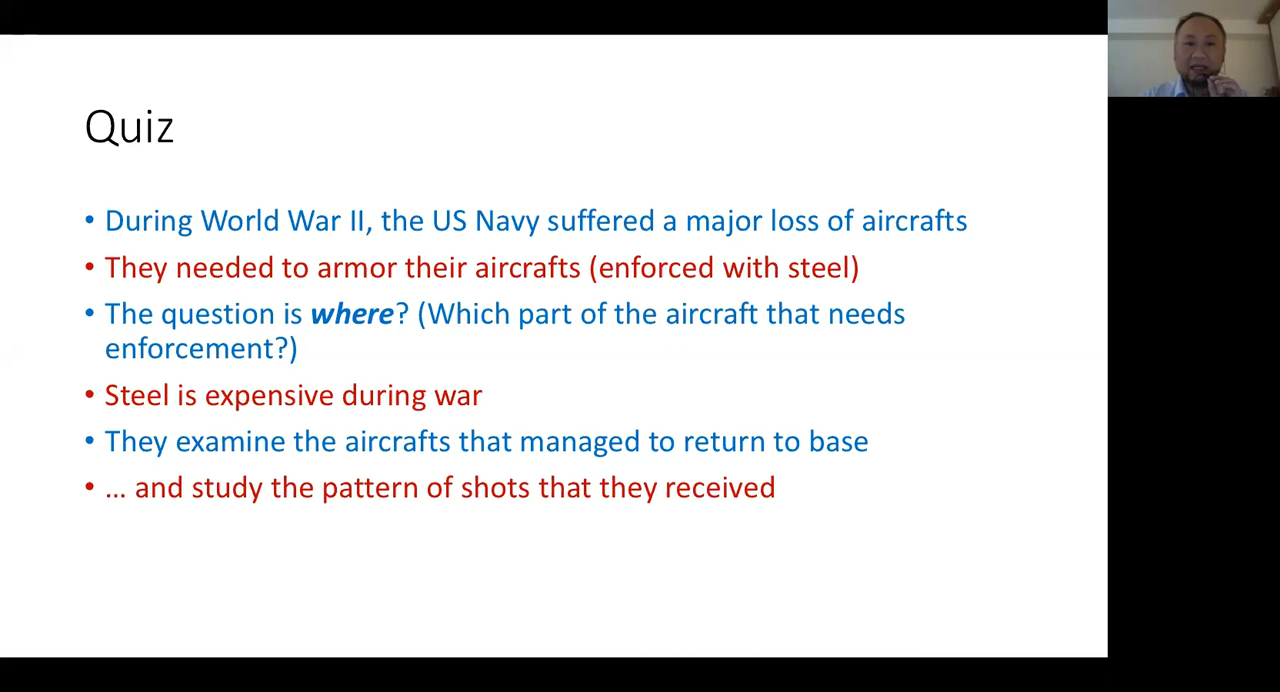 Quiz
• During World War II, the US Navy suffered a major loss of aircrafts
• They needed to armor their aircrafts (enforced with steel)
• The question is where? (Which part of the aircraft that needs
enforcement?)
• Steel is expensive during war
• They examine the aircrafts that managed to return to base
• ... and study the pattern of shots that they received